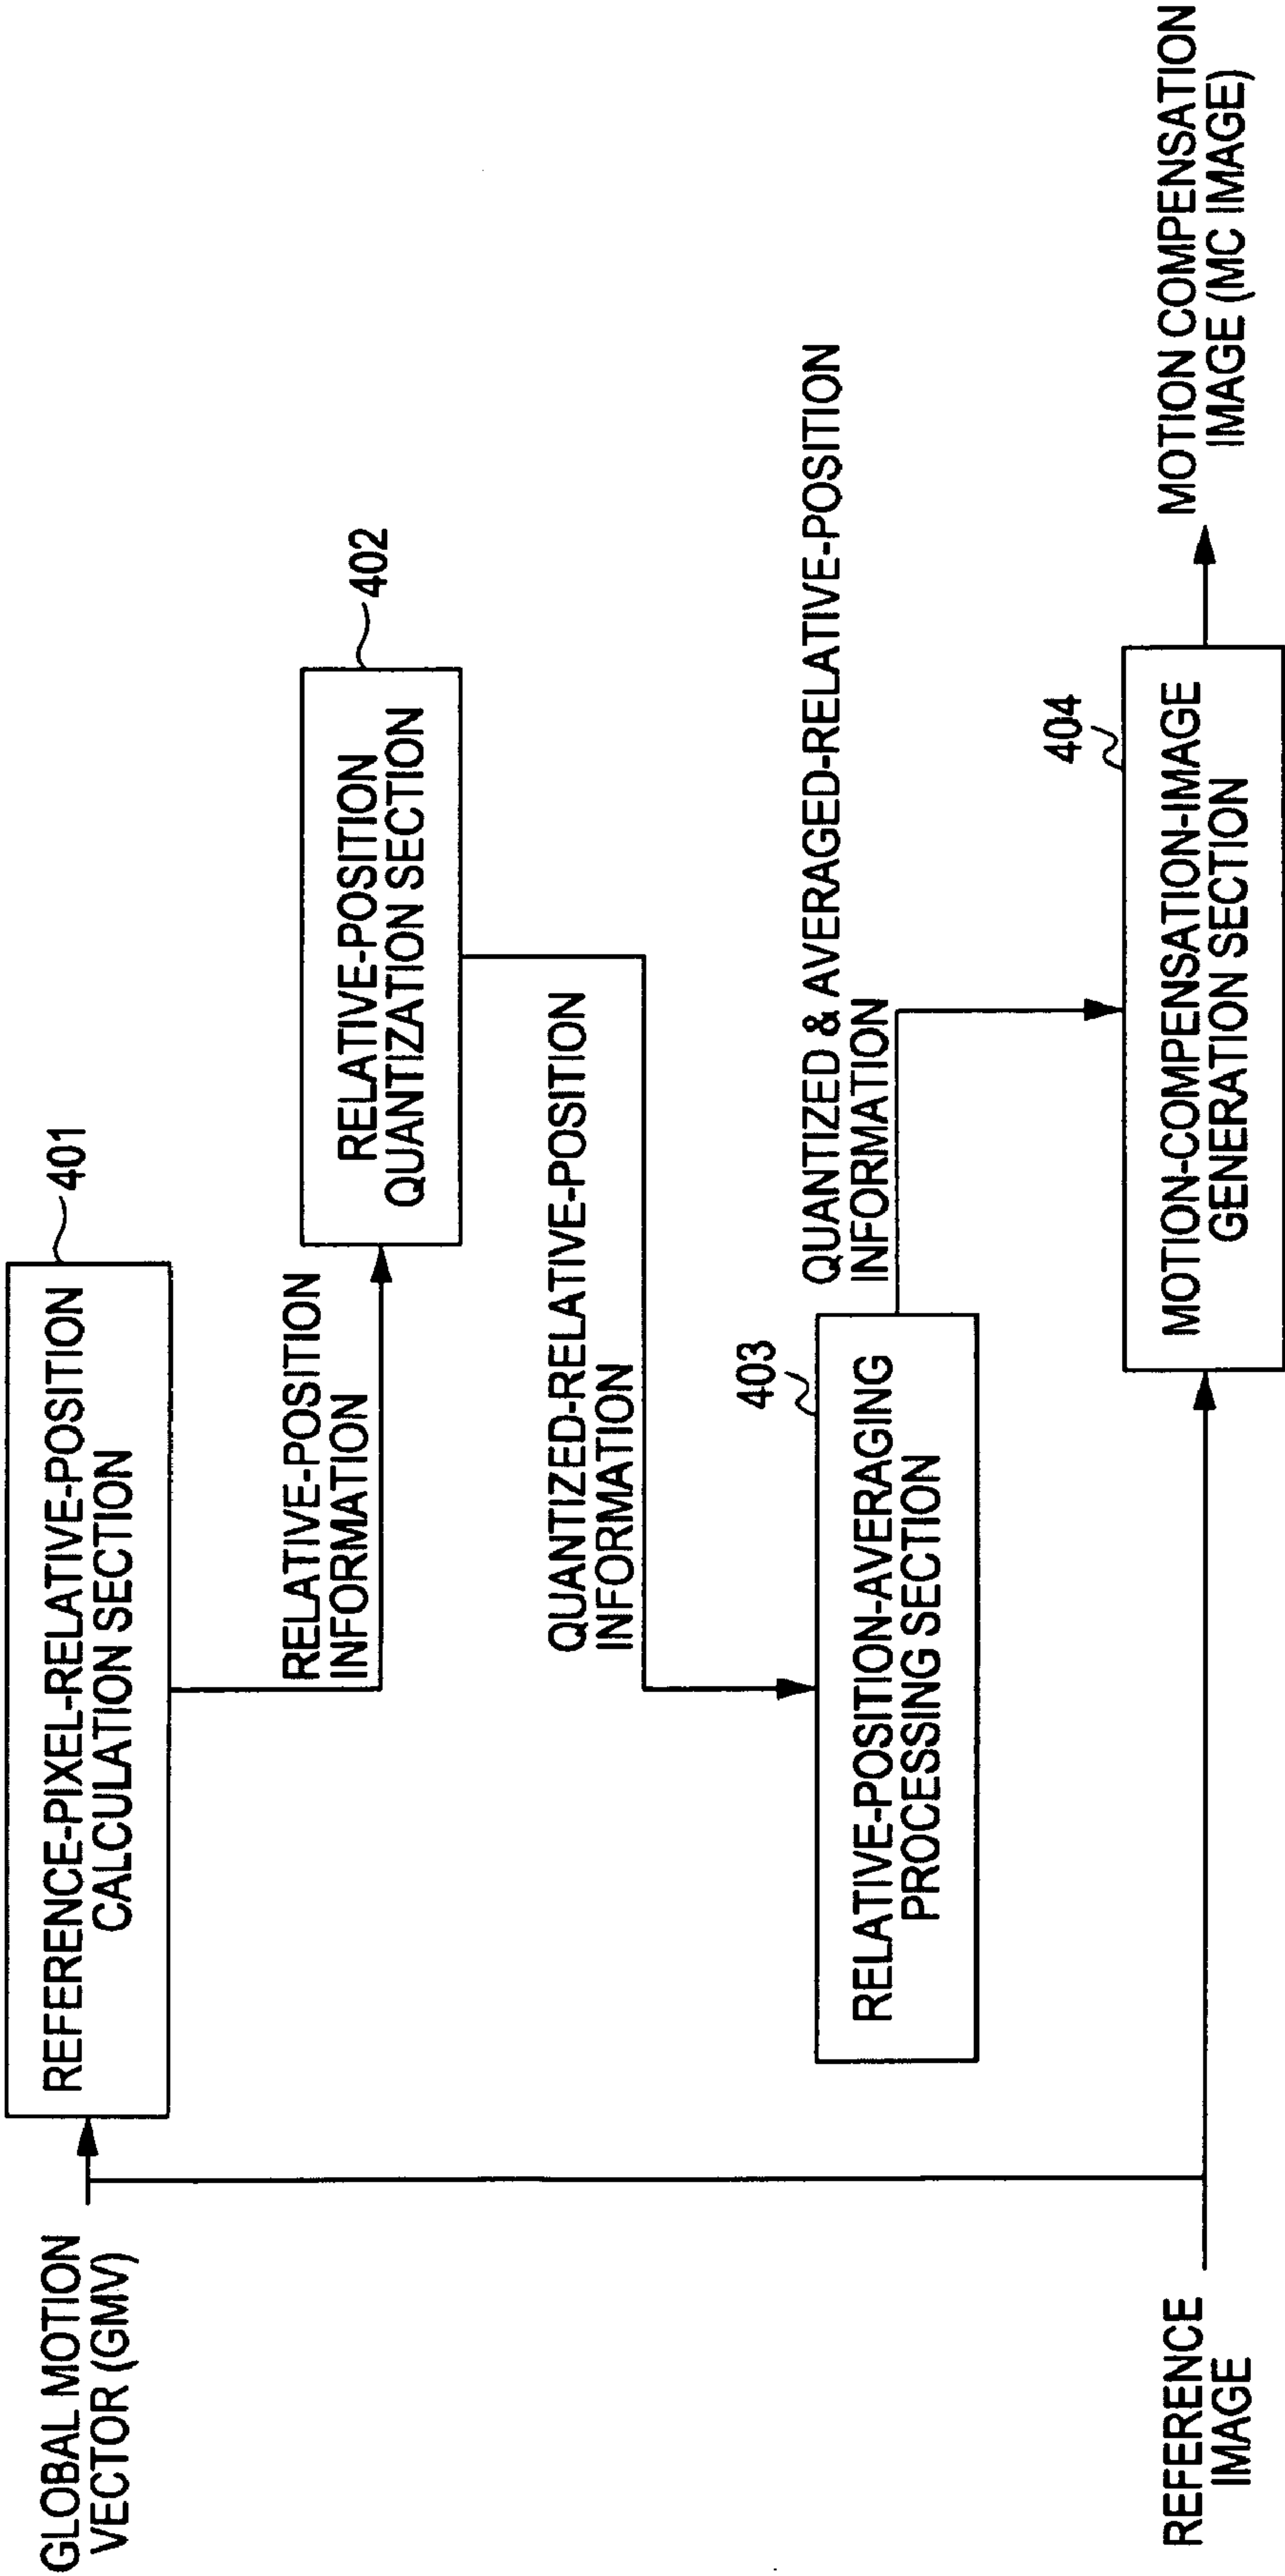 GLOBAL MOTION
VECTOR (GMV)
REFERENCE-PIXEL-RELATIVE-POSITION
CALCULATION SECTION
401
RELATIVE-POSITION
INFORMATION
RELATIVE-POSITION
QUANTIZATION SECTION
402
QUANTIZED-RELATIVE-POSITION
INFORMATION
RELATIVE-POSITION-AVERAGING
PROCESSING SECTION
403
QUANTIZED & AVERAGED-RELATIVE-POSITION
INFORMATION
REFERENCE
IMAGE
MOTION-COMPENSATION-IMAGE
GENERATION SECTION
404
MOTION COMPENSATION
IMAGE (MC IMAGE)